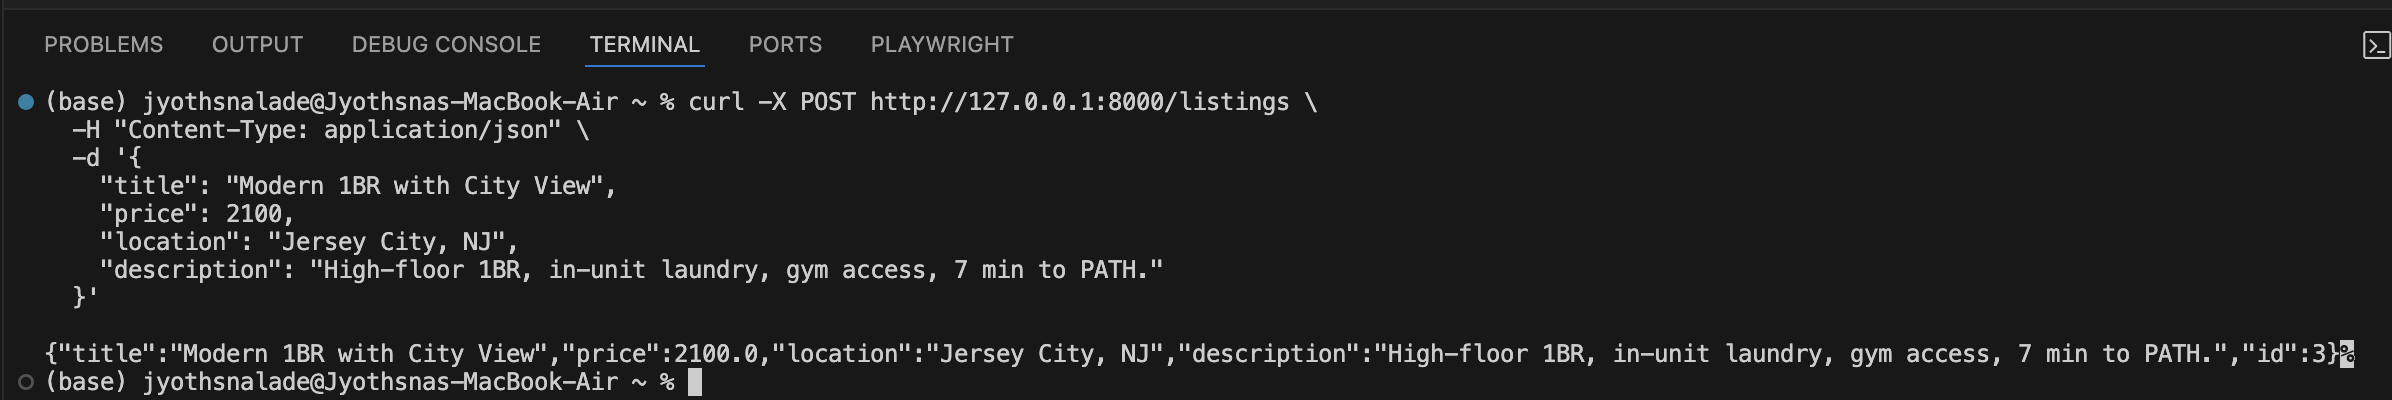 PROBLEMS OUTPUT DEBUG CONSOLE TERMINAL PORTS PLAYWRIGHT
(base) jyothsnalade@Jyothsnas-MacBook-Air ~ % curl -X POST http://127.0.0.1:8000/listings \
  -H "Content-Type: application/json" \
  -d '{
    "title": "Modern 1BR with City View",
    "price": 2100,
    "location": "Jersey City, NJ",
    "description": "High-floor 1BR, in-unit laundry, gym access, 7 min to PATH."
  }'
{"title":"Modern 1BR with City View","price":2100.0,"location":"Jersey City, NJ","description":"High-floor 1BR, in-unit laundry, gym access, 7 min to PATH.","id":3}%
(base) jyothsnalade@Jyothsnas-MacBook-Air ~ %